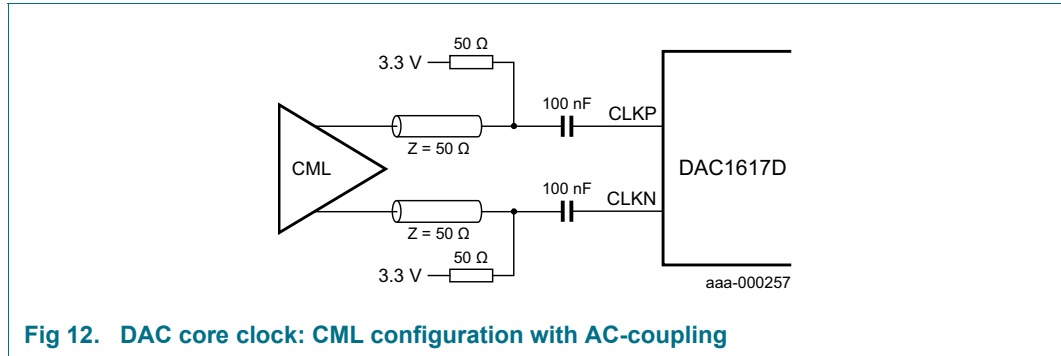 50 Ω
3.3 V
100 nF
CLKP
Z = 50 Ω
CML
DAC1617D
100 nF
CLKN
Z = 50 Ω
50 Ω
3.3 V
aaa-000257
Fig 12. DAC core clock: CML configuration with AC-coupling